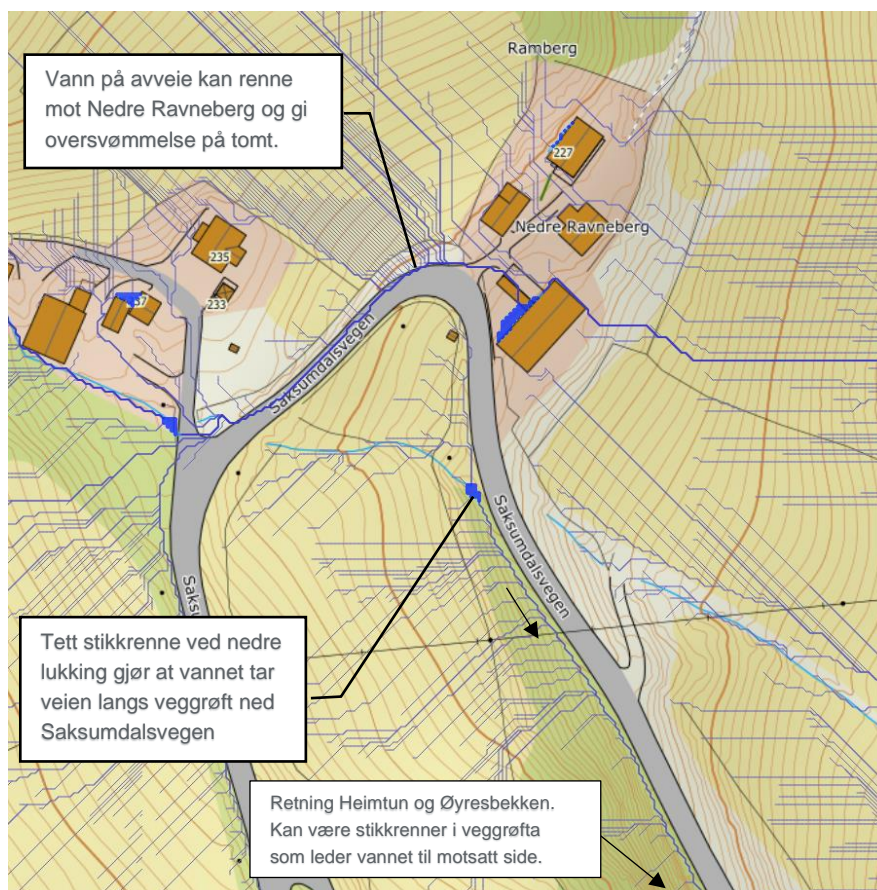 Ramberg
Vann på avveie kan renne
mot Nedre Ravneberg og gi
oversvømmelse på tomt.
227
Nedre Ravneberg
235
233
37
Saksumdalsvegen
Saksumdalsvegen
Saksu
Tett stikkrenne ved nedre
lukking gjør at vannet tar
veien langs veggrøft ned
Saksumdalsvegen
Retning Heimtun og Øyresbekken.
Kan være stikkrenner i veggrøfta
som leder vannet til motsatt side.